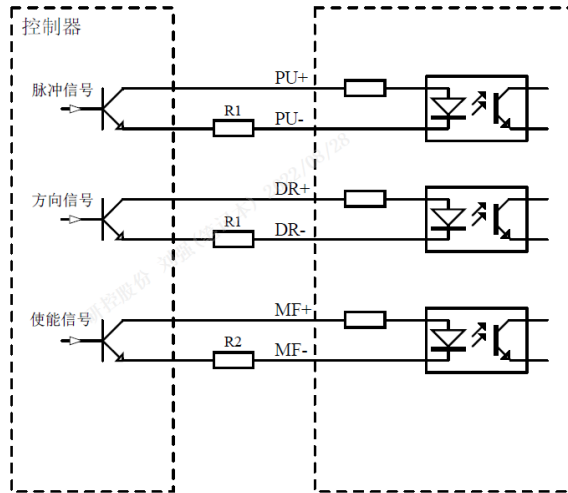 控制器
脉冲信号
PU+
R1
PU-
方向信号
DR+
R1
DR-
使能信号
MF+
R2
MF-